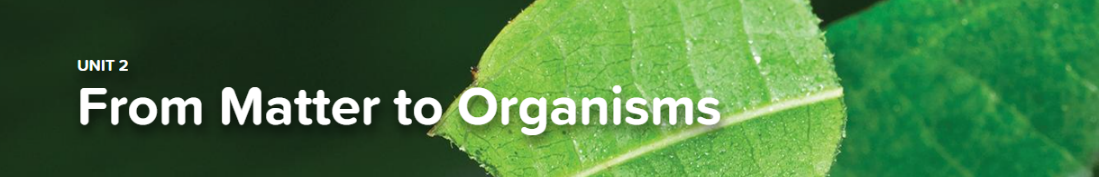 UNIT 2
From Matter to Organisms